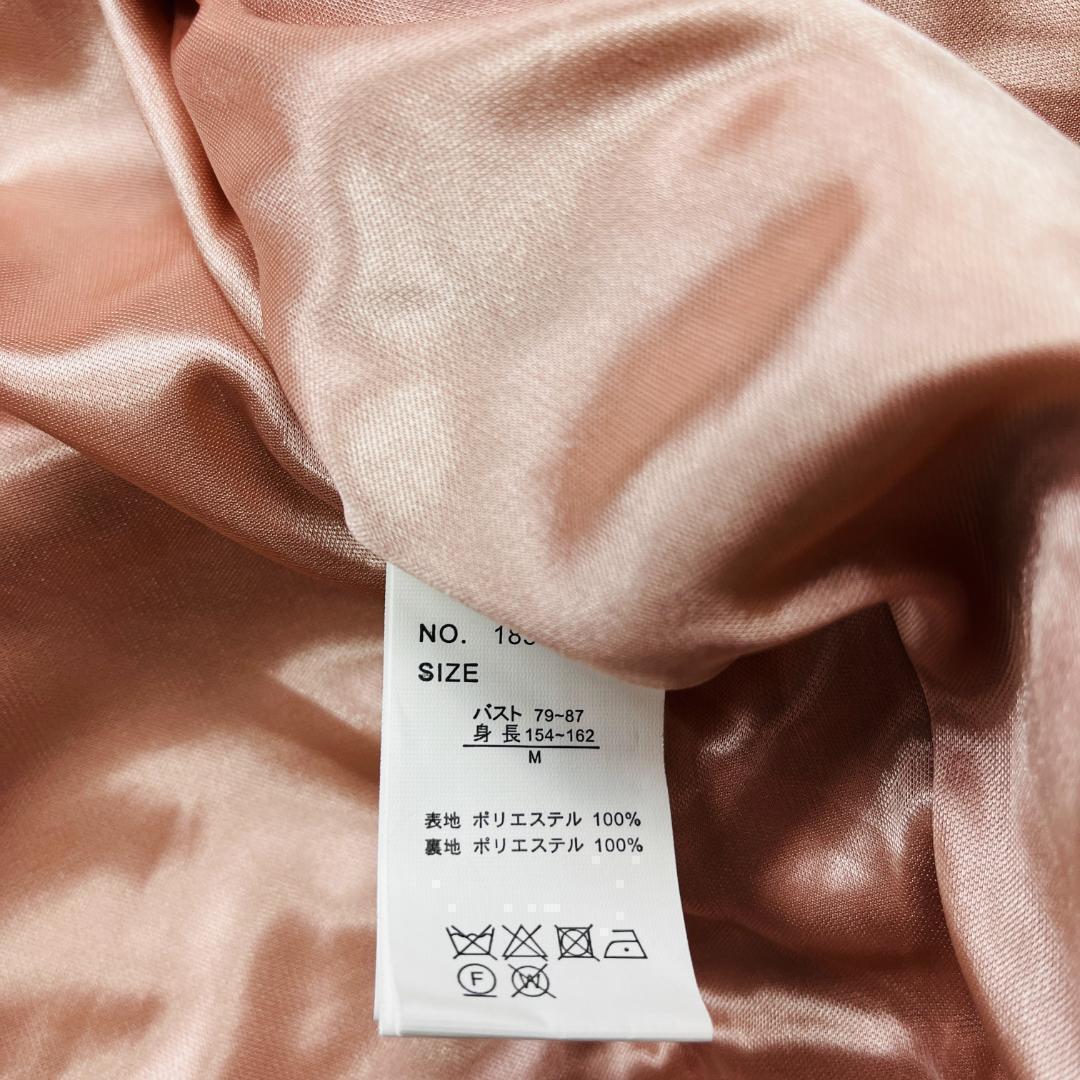 NO.
SIZE
バスト 79~87
身長 154~162
M
表地 ポリエステル 100%
裏地 ポリエステル 100%
F W